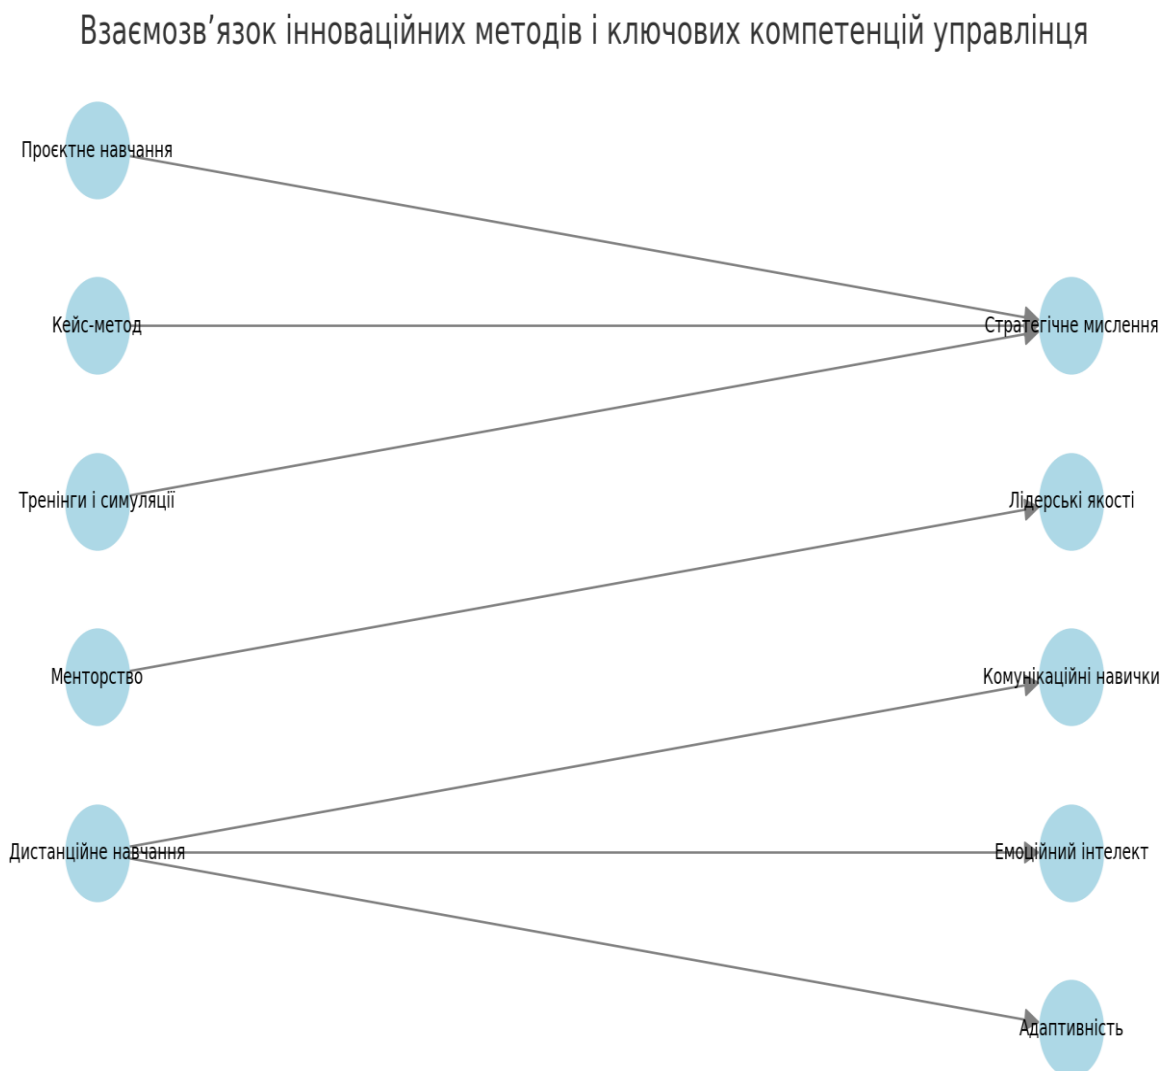 Взаємозв’язок інноваційних методів і ключових компетенцій управлінця
Проєктне навчання
Кейс-метод
Стратегічне мислення
Тренінги і симуляції
Лідерські якості
Менторство
Комунікаційні навички
Дистанційне навчання
Емоційний інтелект
Адаптивність